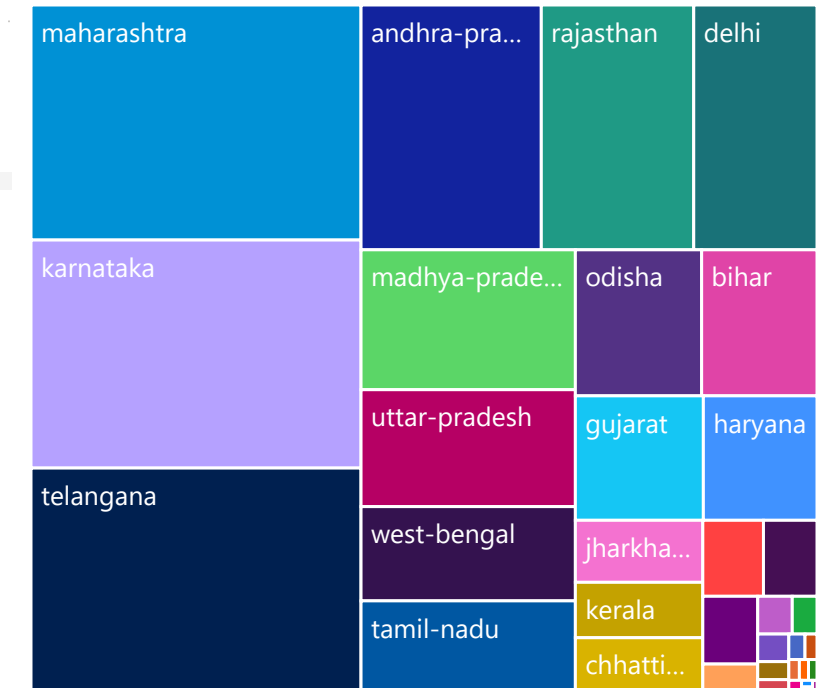 maharashtra
andhra-pra...
rajasthan
delhi
karnataka
madhya-prade...
odisha
bihar
uttar-pradesh
gujarat
haryana
telangana
west-bengal
jharkha...
kerala
tamil-nadu
chhatti...